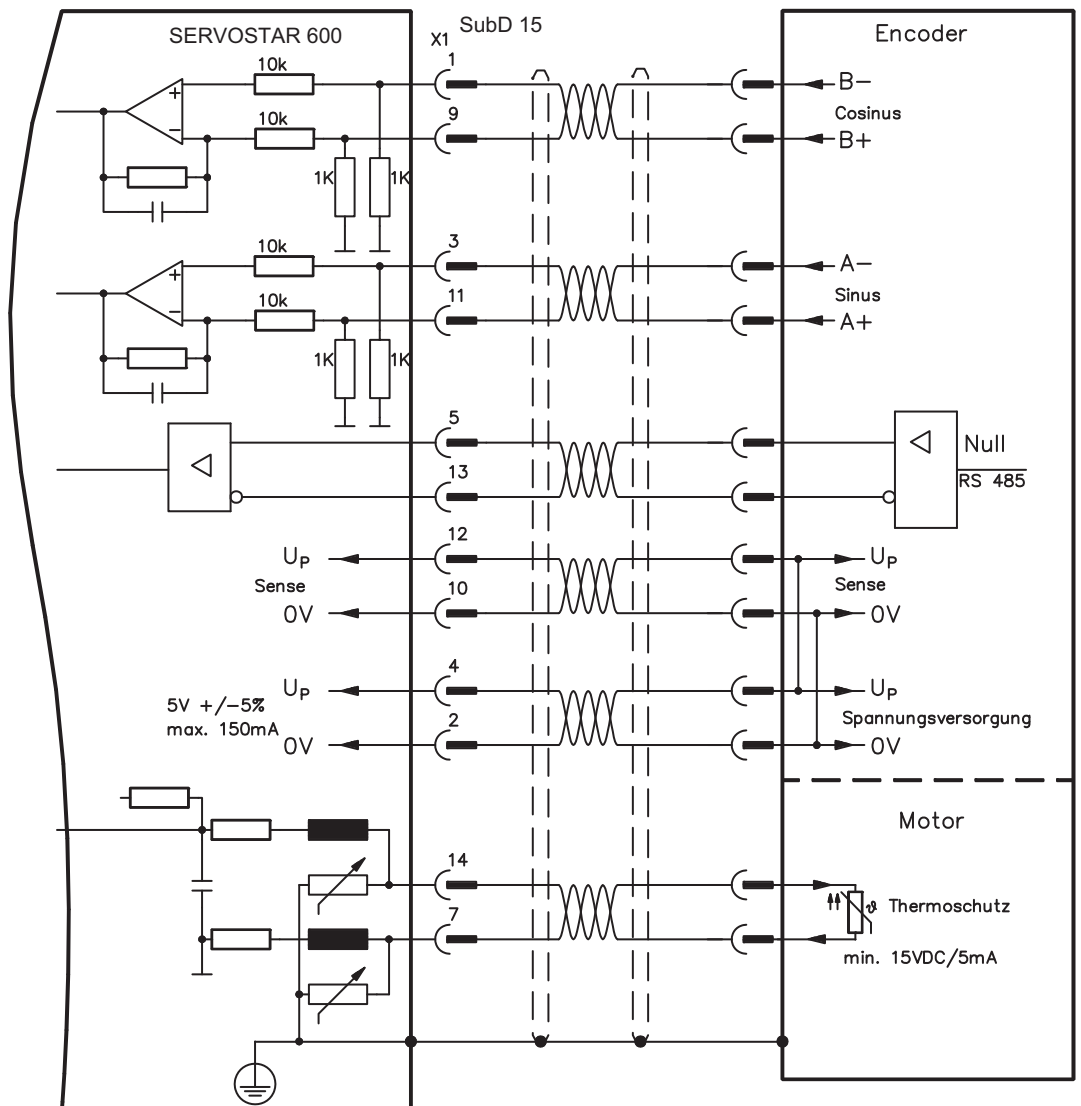 SERVOSTAR 600
SubD 15
Encoder
X1
10k
1
B–
Cosinus
10k
9
B+
1K
1K
10k
3
A–
Sinus
10k
11
A+
1K
1K
5
Null
13
RS 485
12
UP
UP
Sense
Sense
10
0V
0V
4
UP
UP
5V +/–5%
max. 150mA
Spannungsversorgung
2
0V
0V
Motor
14
ϑ Thermoschutz
7
min. 15VDC/5mA